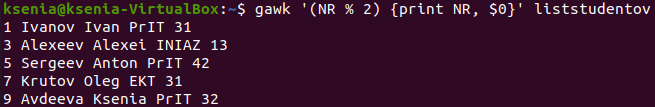 ksenia@ksenia-VirtualBox:~$ gawk '(NR % 2) {print NR, $0}' liststudentov
1 Ivanov Ivan PrIT 31
3 Alexeev Alexei INIAZ 13
5 Sergeev Anton PrIT 42
7 Krutov Oleg EKT 31
9 Avdeeva Ksenia PrIT 32